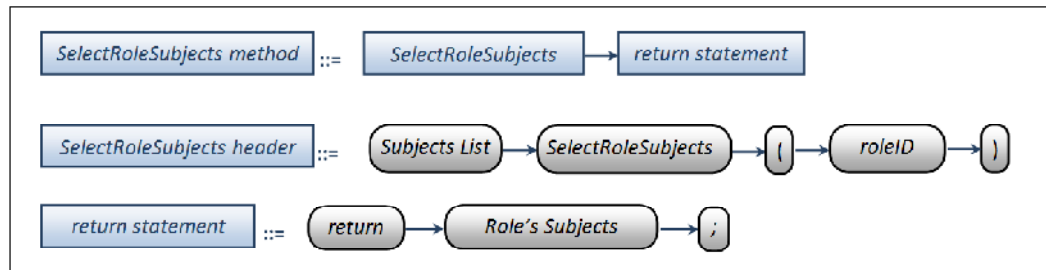 SelectRoleSubjects method ::= SelectRoleSubjects return statement
SelectRoleSubjects header ::= Subjects List SelectRoleSubjects ( roleID )
return statement ::= return Role's Subjects ;